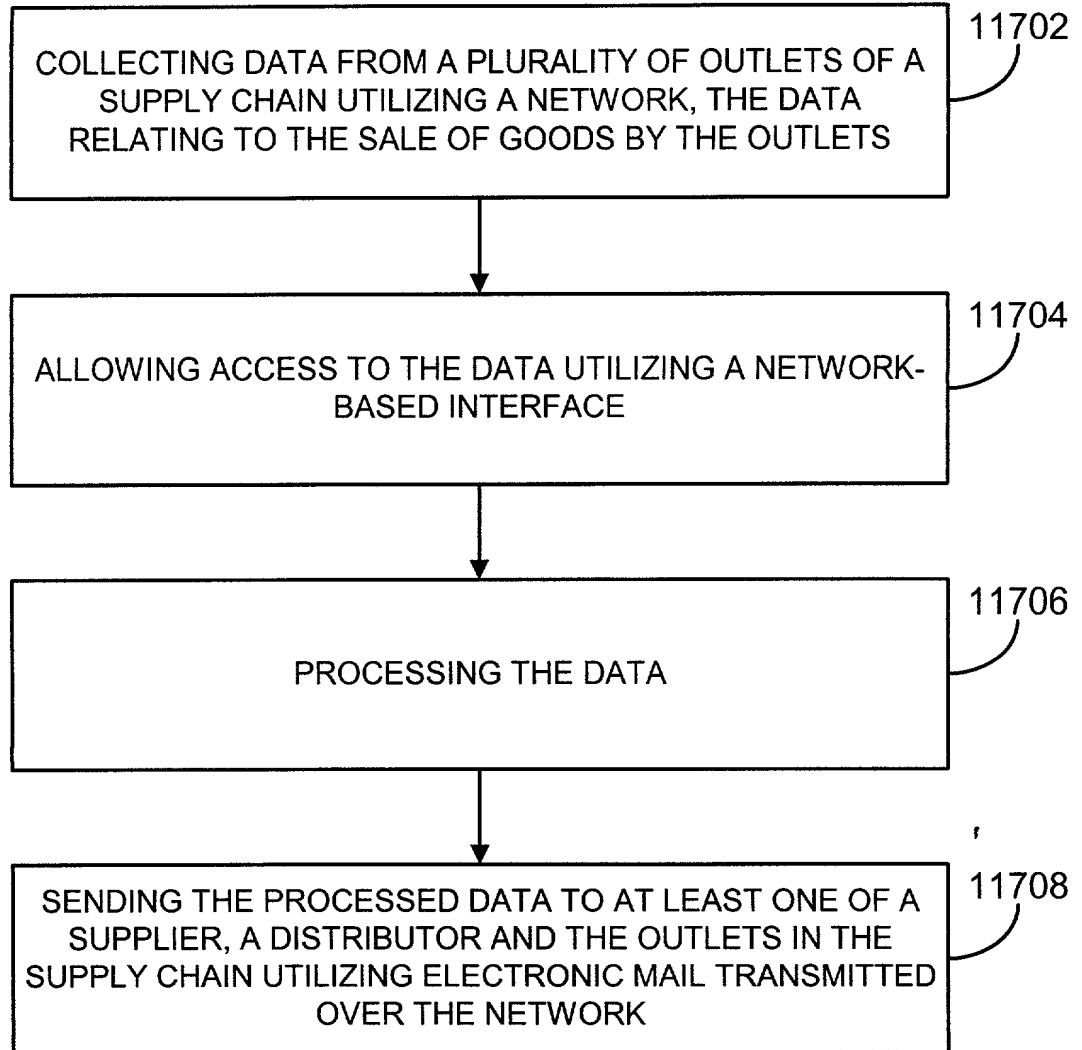 11702
COLLECTING DATA FROM A PLURALITY OF OUTLETS OF A
SUPPLY CHAIN UTILIZING A NETWORK, THE DATA
RELATING TO THE SALE OF GOODS BY THE OUTLETS
11704
ALLOWING ACCESS TO THE DATA UTILIZING A NETWORK-
BASED INTERFACE
11706
PROCESSING THE DATA
11708
SENDING THE PROCESSED DATA TO AT LEAST ONE OF A
SUPPLIER, A DISTRIBUTOR AND THE OUTLETS IN THE
SUPPLY CHAIN UTILIZING ELECTRONIC MAIL TRANSMITTED
OVER THE NETWORK